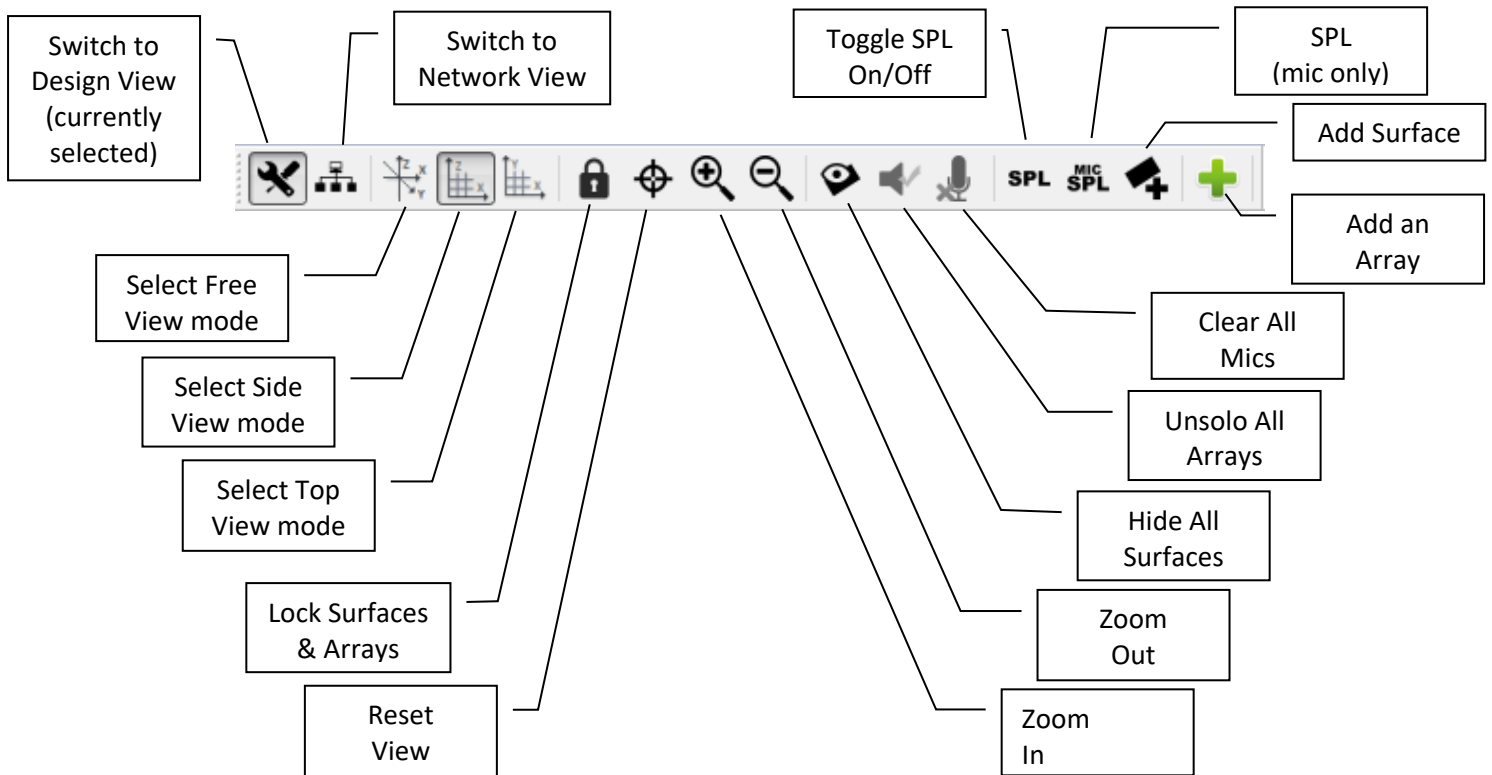 Switch to
Design View
(currently
selected)
Switch to
Network View
Toggle SPL
On/Off
SPL
(mic only)
Add Surface
Z
X
Y
Z
X
Y
X
SPL
MIC
SPL
Add an
Array
Select Free
View mode
Clear All
Mics
Select Side
View mode
Unsolo All
Arrays
Select Top
View mode
Hide All
Surfaces
Lock Surfaces
& Arrays
Zoom
Out
Reset
View
Zoom
In